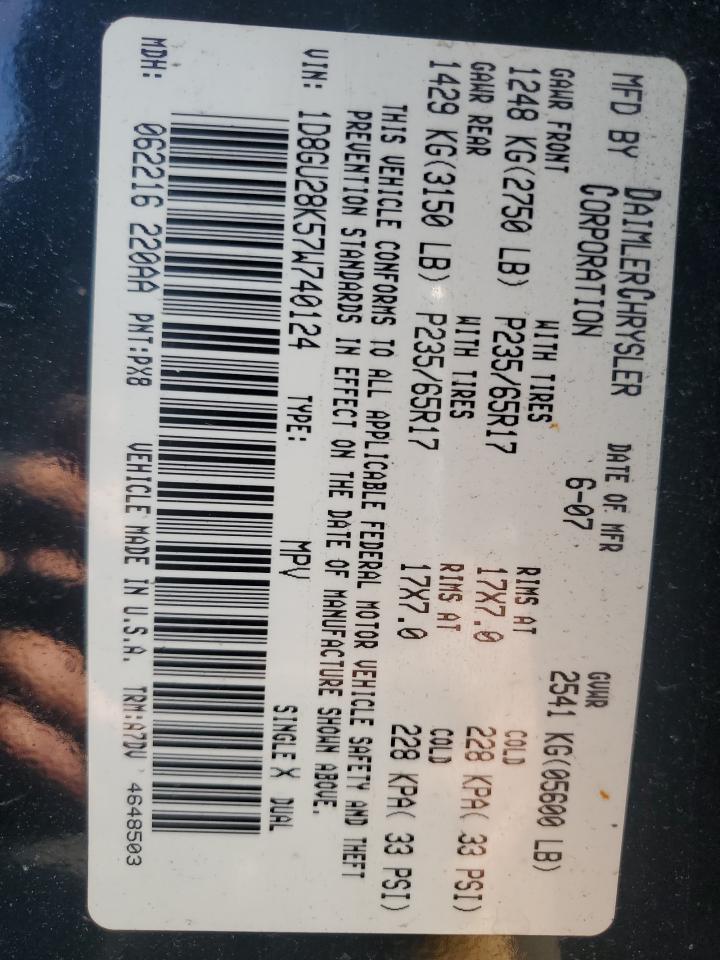 MFD BY DAIMLERCHRYSLER CORPORATION DATE OF MFR 6-07 GVWR 2541 KG(05600 LB)
GAWR FRONT WITH TIRES RIMS AT COLD
1248 KG(2750 LB) P235/65R17 17X7.0 228 KPA( 33 PSI)
GAWR REAR WITH TIRES RIMS AT COLD
1429 KG(3150 LB) P235/65R17 17X7.0 228 KPA( 33 PSI)
THIS VEHICLE CONFORMS TO ALL APPLICABLE FEDERAL MOTOR VEHICLE SAFETY AND THEFT
PREVENTION STANDARDS IN EFFECT ON THE DATE OF MANUFACTURE SHOWN ABOVE.
VIN: 1D8GU28K57W740124 TYPE: MPV SINGLE X DUAL
MDH: 062216 220AA PNT:PX8 VEHICLE MADE IN U.S.A. TRM:A7DV 4648503